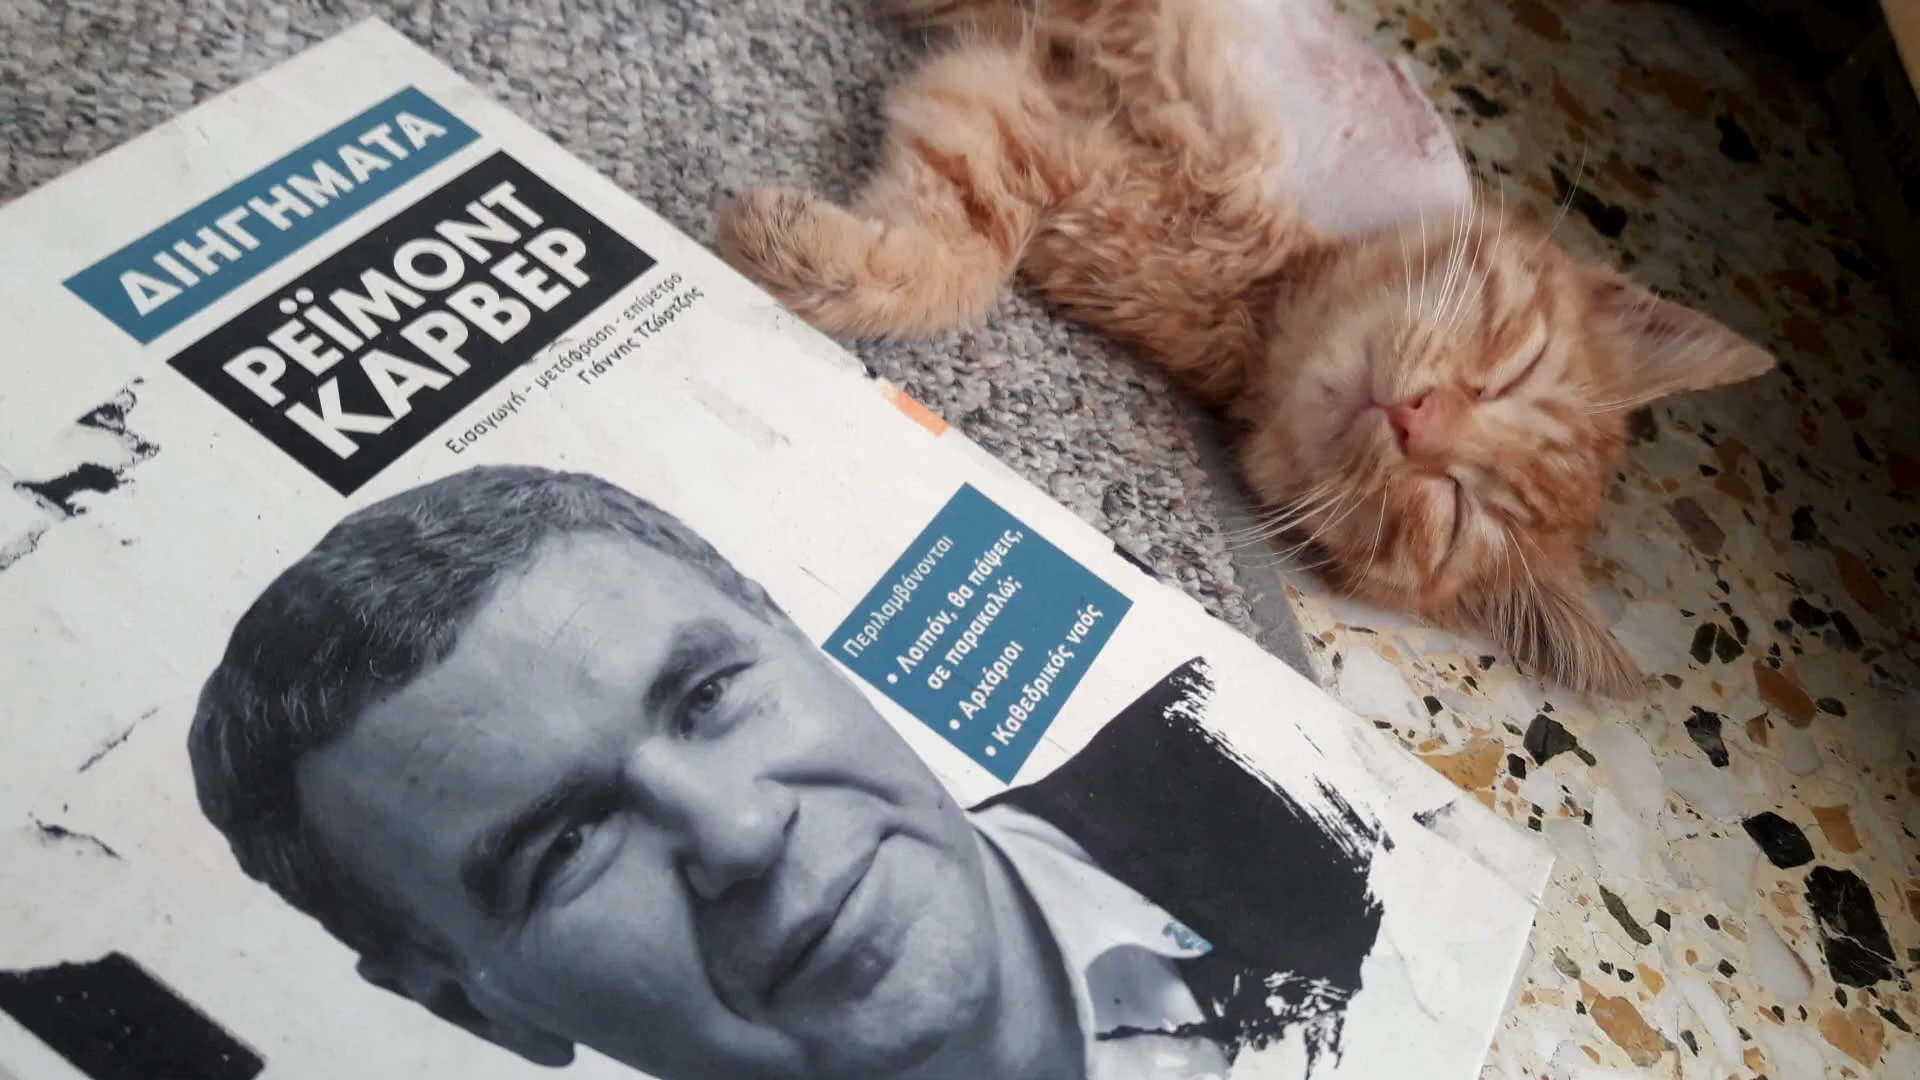 ΔΙΗΓΗΜΑΤΑ
ΡΕΪΜΟΝΤ
ΚΑΡΒΕΡ
Εισαγωγή - μετάφραση - επίμετρο
Γιάννης Τζώρτζης
Περιλαμβάνονται
• Λοιπόν, θα πάψεις,
σε παρακαλώ;
• Αρχάριοι
• Καθεδρικός ναός